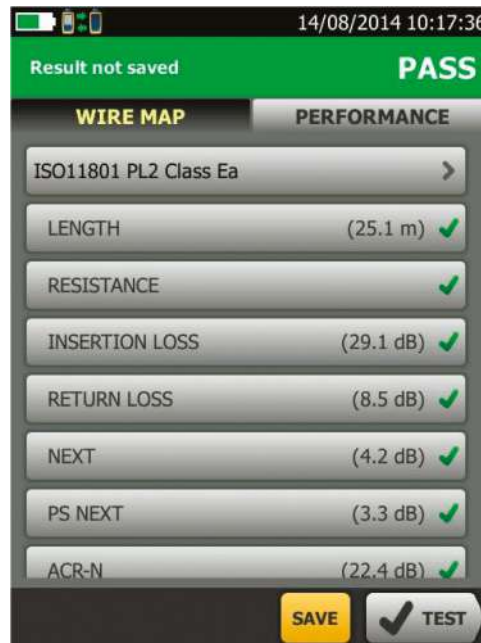 14/08/2014 10:17:36
Result not saved PASS
WIRE MAP PERFORMANCE
ISO11801 PL2 Class Ea
LENGTH (25.1 m)
RESISTANCE
INSERTION LOSS (29.1 dB)
RETURN LOSS (8.5 dB)
NEXT (4.2 dB)
PS NEXT (3.3 dB)
ACR-N (22.4 dB)
SAVE TEST